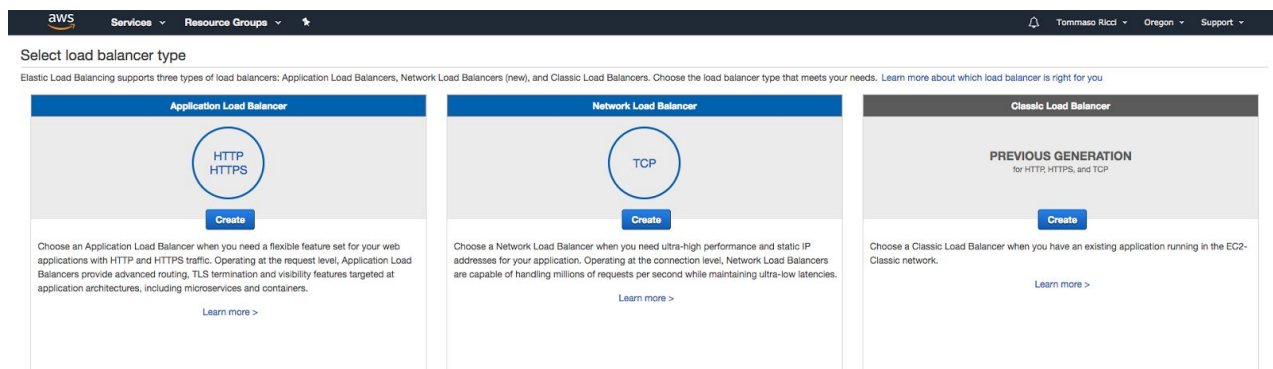 aws Services Resource Groups Tommaso Ricci Oregon Support
Select load balancer type
Elastic Load Balancing supports three types of load balancers: Application Load Balancers, Network Load Balancers (new), and Classic Load Balancers. Choose the load balancer type that meets your needs. Learn more about which load balancer is right for you
Application Load Balancer
HTTP
HTTPS
Create
Choose an Application Load Balancer when you need a flexible feature set for your web
applications with HTTP and HTTPS traffic. Operating at the request level, Application Load
Balancers provide advanced routing, TLS termination and visibility features targeted at
application architectures, including microservices and containers.
Learn more >
Network Load Balancer
TCP
Create
Choose a Network Load Balancer when you need ultra-high performance and static IP
addresses for your application. Operating at the connection level, Network Load Balancers
are capable of handling millions of requests per second while maintaining ultra-low latencies.
Learn more >
Classic Load Balancer
PREVIOUS GENERATION
for HTTP, HTTPS, and TCP
Create
Choose a Classic Load Balancer when you have an existing application running in the EC2-
Classic network.
Learn more >